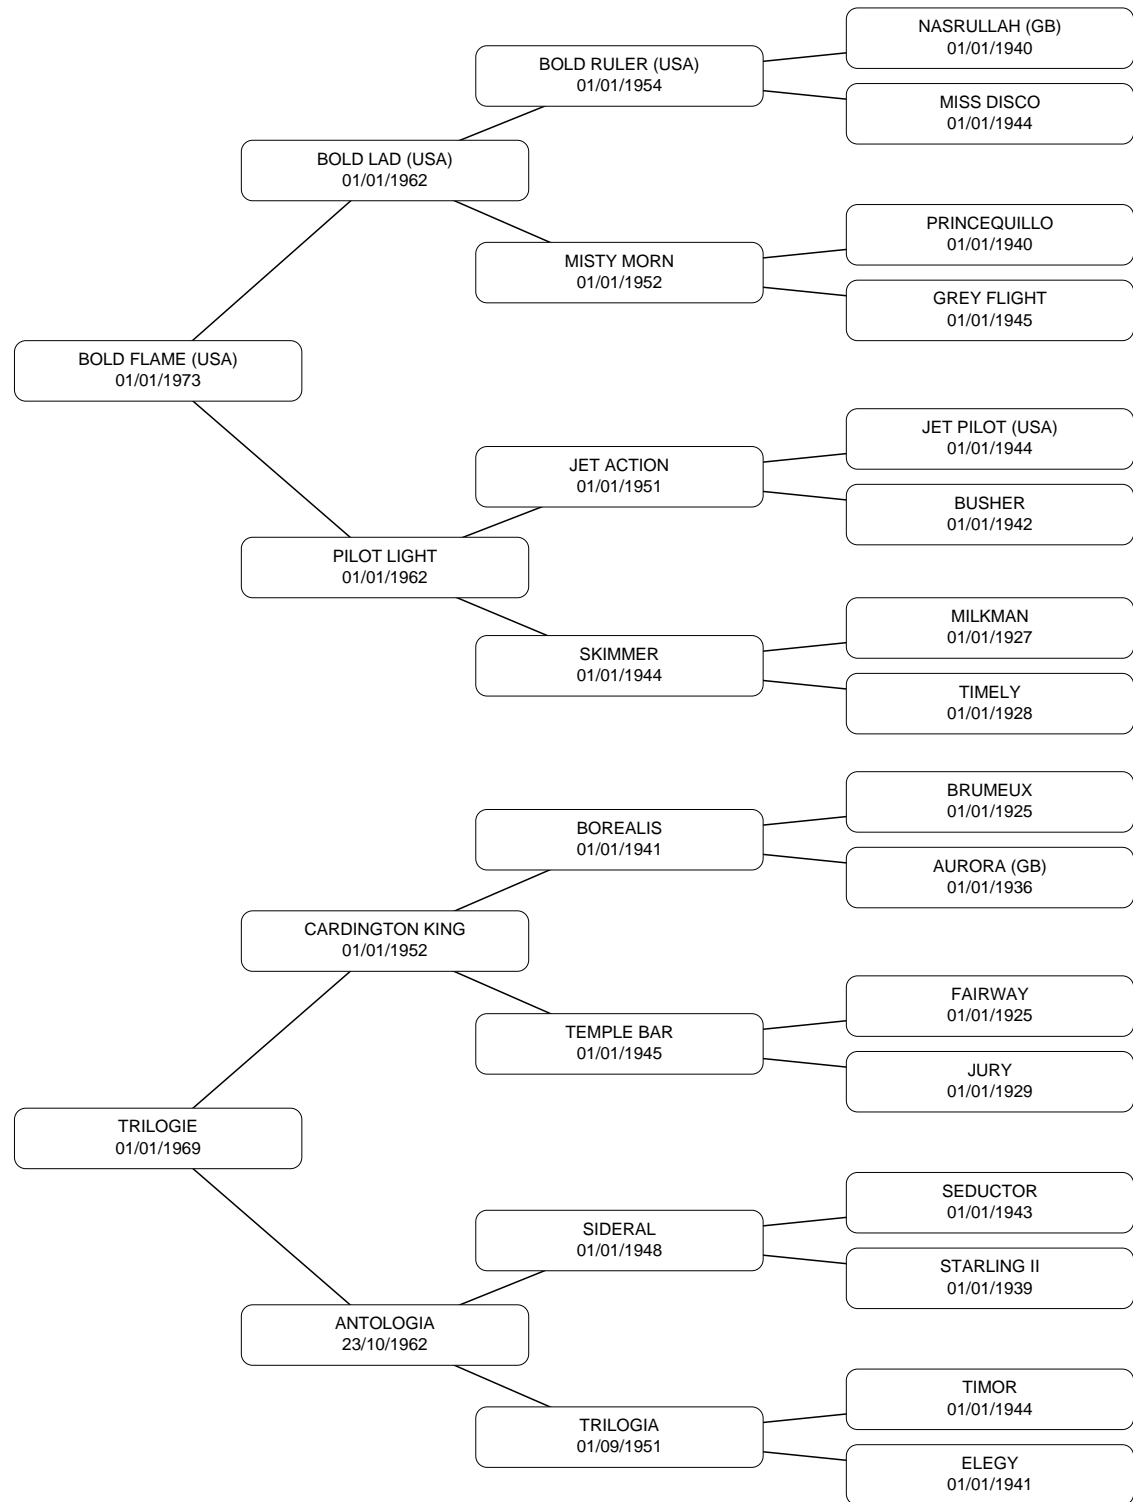 NASRULLAH (GB)
01/01/1940
BOLD RULER (USA)
01/01/1954
MISS DISCO
01/01/1944
BOLD LAD (USA)
01/01/1962
PRINCEQUILLO
01/01/1940
MISTY MORN
01/01/1952
GREY FLIGHT
01/01/1945
BOLD FLAME (USA)
01/01/1973
JET PILOT (USA)
01/01/1944
JET ACTION
01/01/1951
BUSHER
01/01/1942
PILOT LIGHT
01/01/1962
MILKMAN
01/01/1927
SKIMMER
01/01/1944
TIMELY
01/01/1928
BRUMEUX
01/01/1925
BOREALIS
01/01/1941
AURORA (GB)
01/01/1936
CARDINGTON KING
01/01/1952
FAIRWAY
01/01/1925
TEMPLE BAR
01/01/1945
JURY
01/01/1929
TRILOGIE
01/01/1969
SEDUCTOR
01/01/1943
SIDERAL
01/01/1948
STARLING II
01/01/1939
ANTOLOGIA
23/10/1962
TIMOR
01/01/1944
TRILOGIA
01/09/1951
ELEGY
01/01/1941